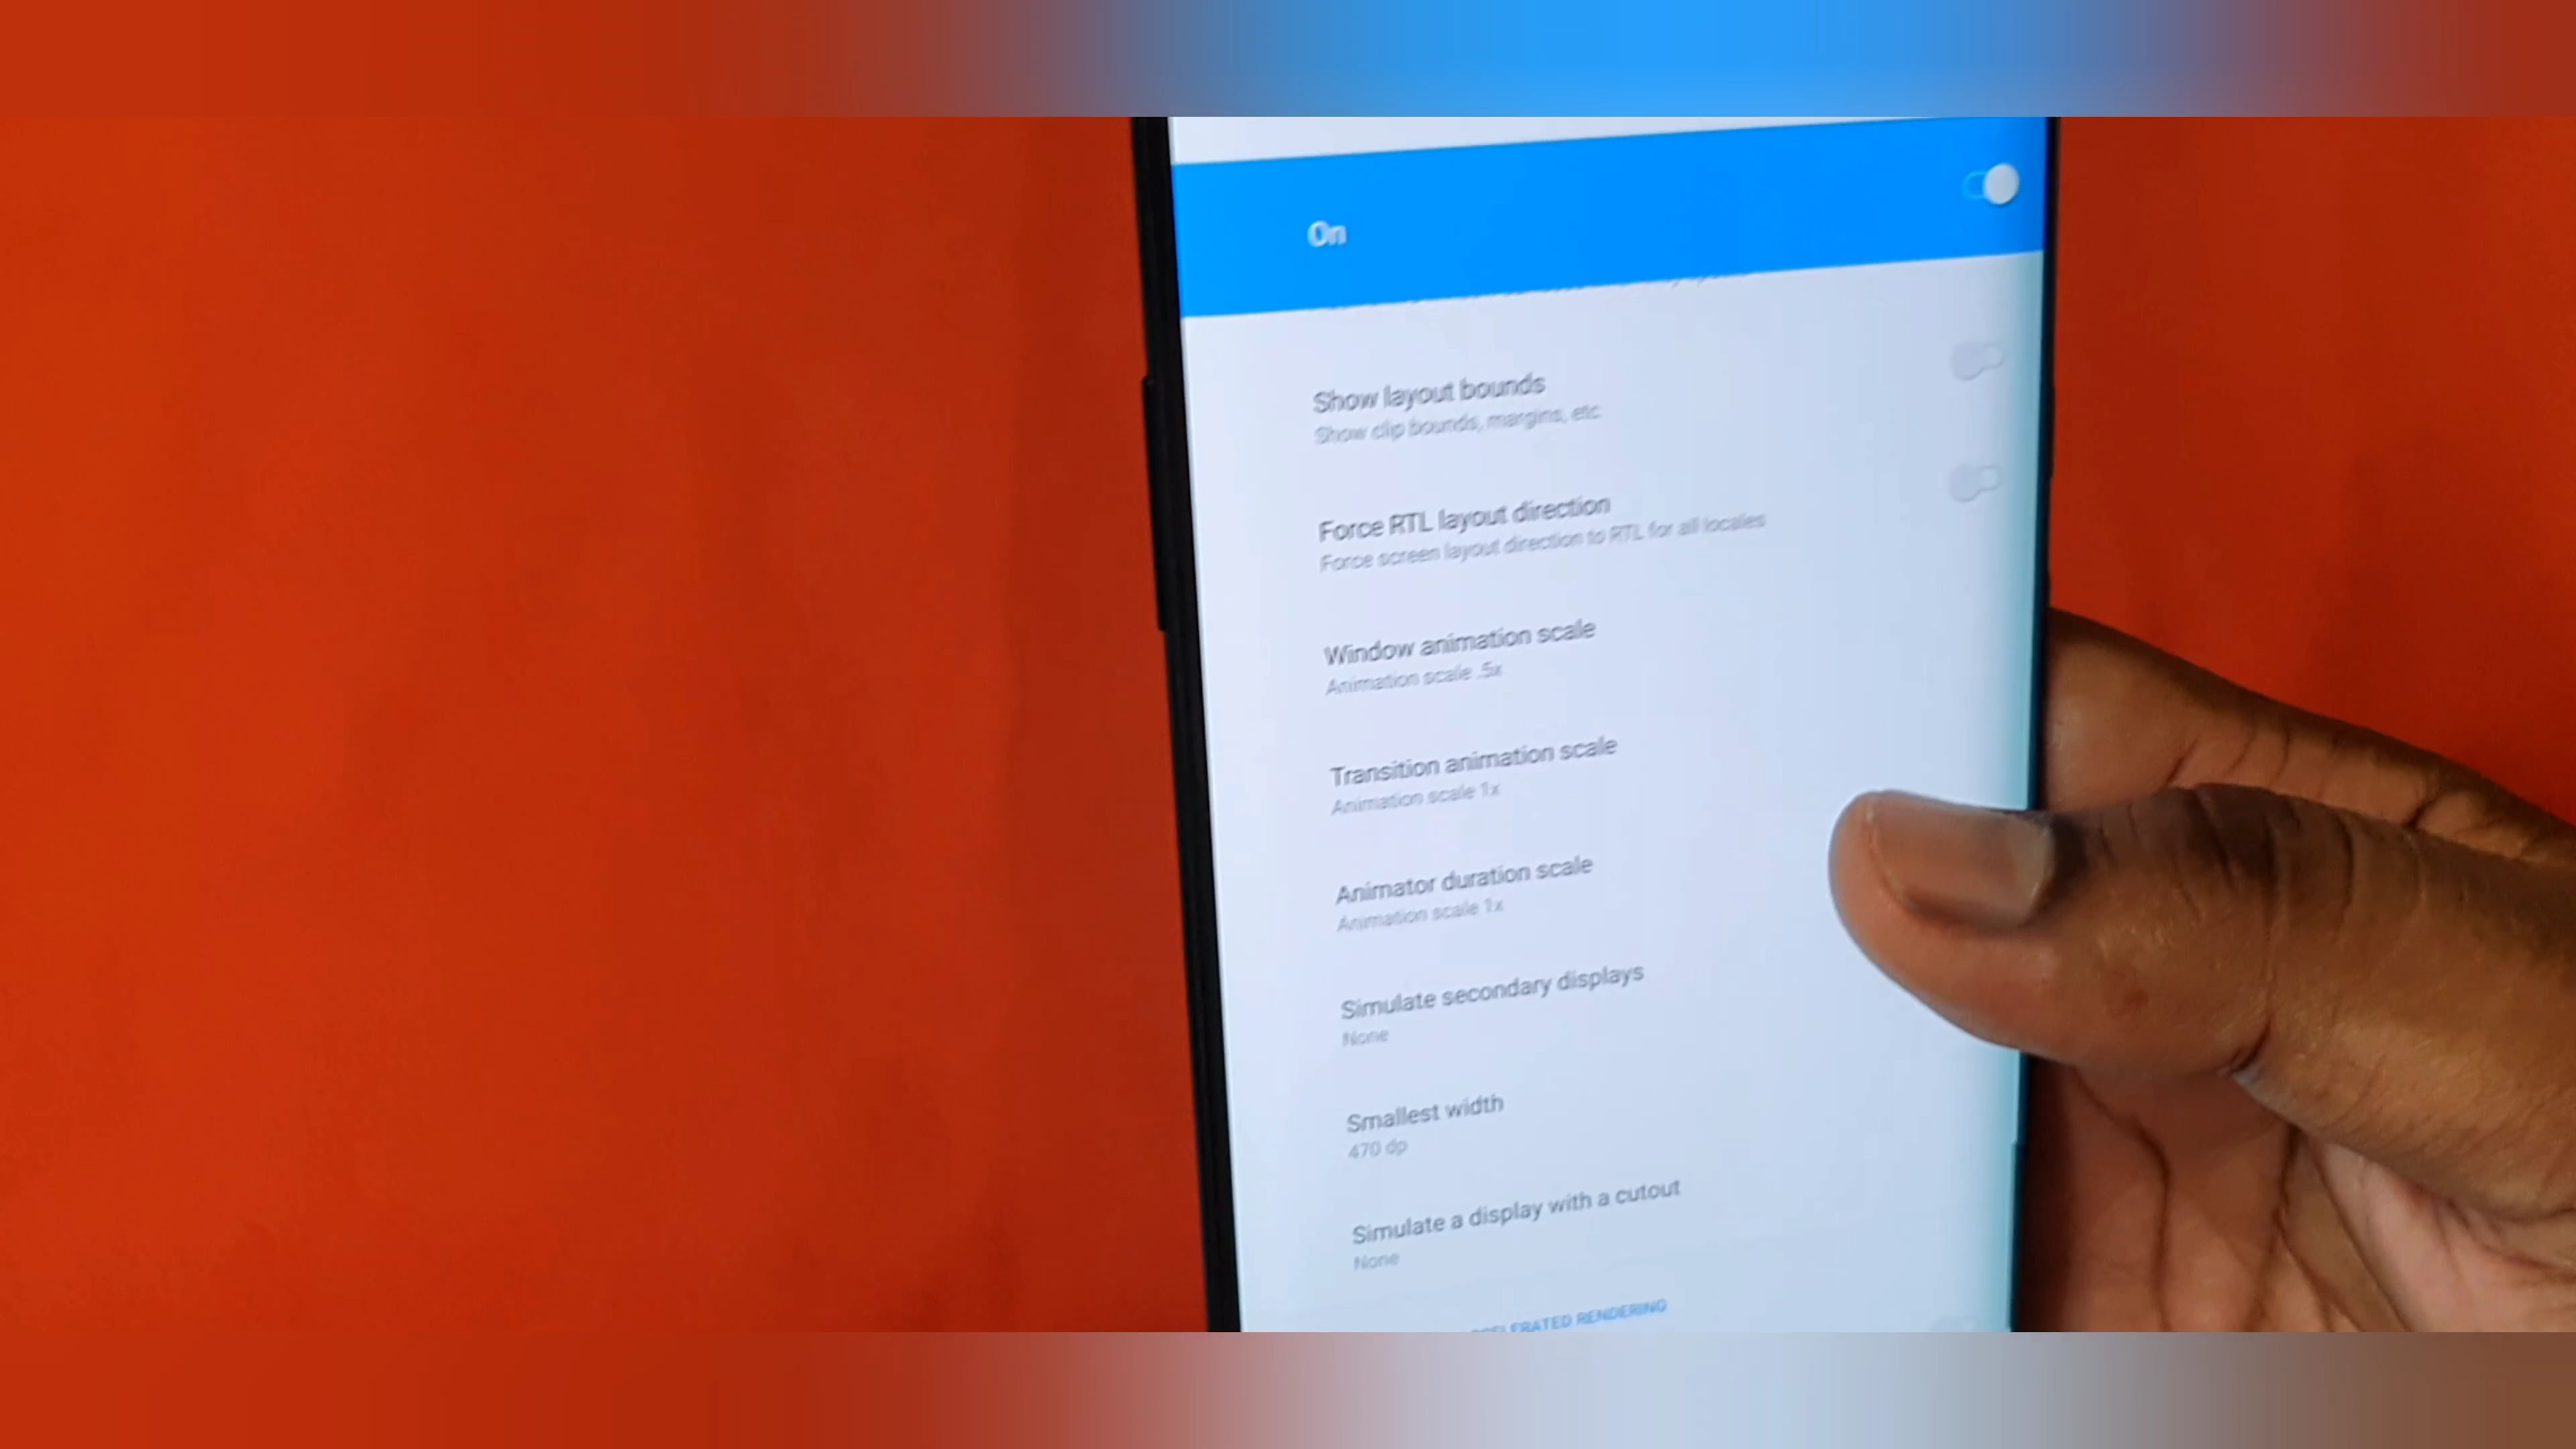 On
Show layout bounds
Show clip bounds, margins, etc.
Force RTL layout direction
Force screen layout direction to RTL for all locales
Window animation scale
Animation scale .5x
Transition animation scale
Animation scale 1x
Animator duration scale
Animation scale 1x
Simulate secondary displays
None
Smallest width
470 dp
Simulate a display with a cutout
None
RENDERING